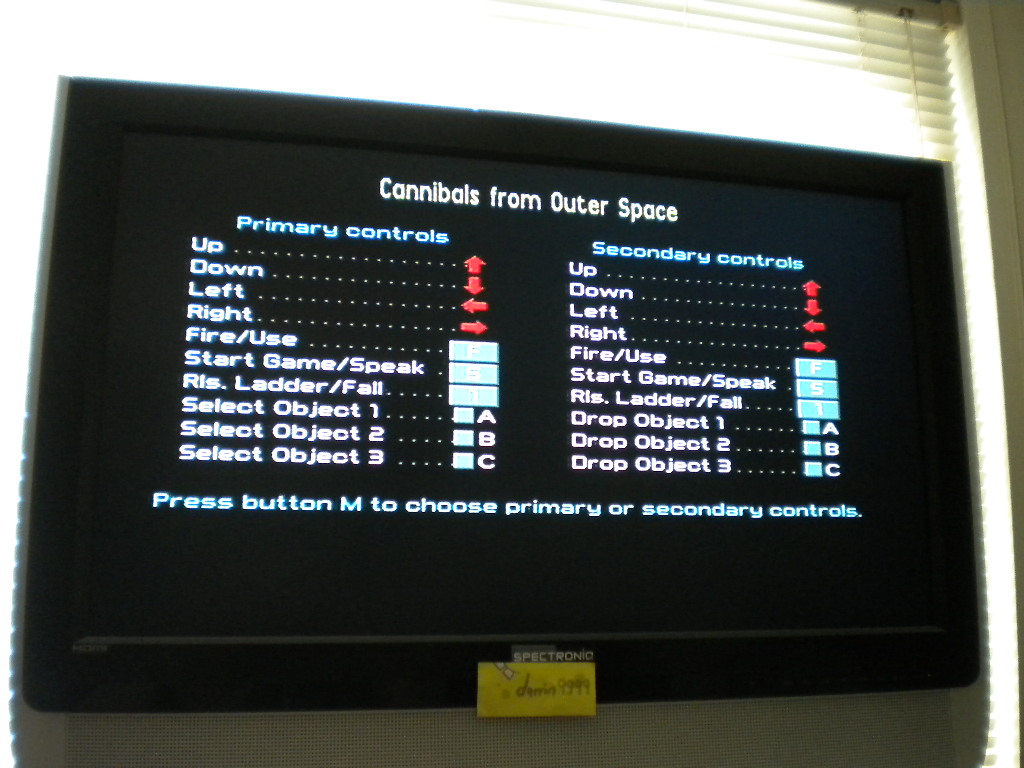 Cannibals from Outer Space
Primary controls
Up ....................
Down .................
Left ..................
Right..................
Fire/Use ............ F
Start Game/Speak . S
Rls. Ladder/Fall..... 1
Select Object 1 .... A
Select Object 2 .... B
Select Object 3 .... C
Secondary controls
Up ..................
Down ...............
Left ................
Right................
Fire/Use ........... F
Start Game/Speak S
Rls. Ladder/Fall..... 1
Drop Object 1 ...... A
Drop Object 2 ...... B
Drop Object 3 ...... C
Press button M to choose primary or secondary controls.
HDMI
SPECTRONIQ